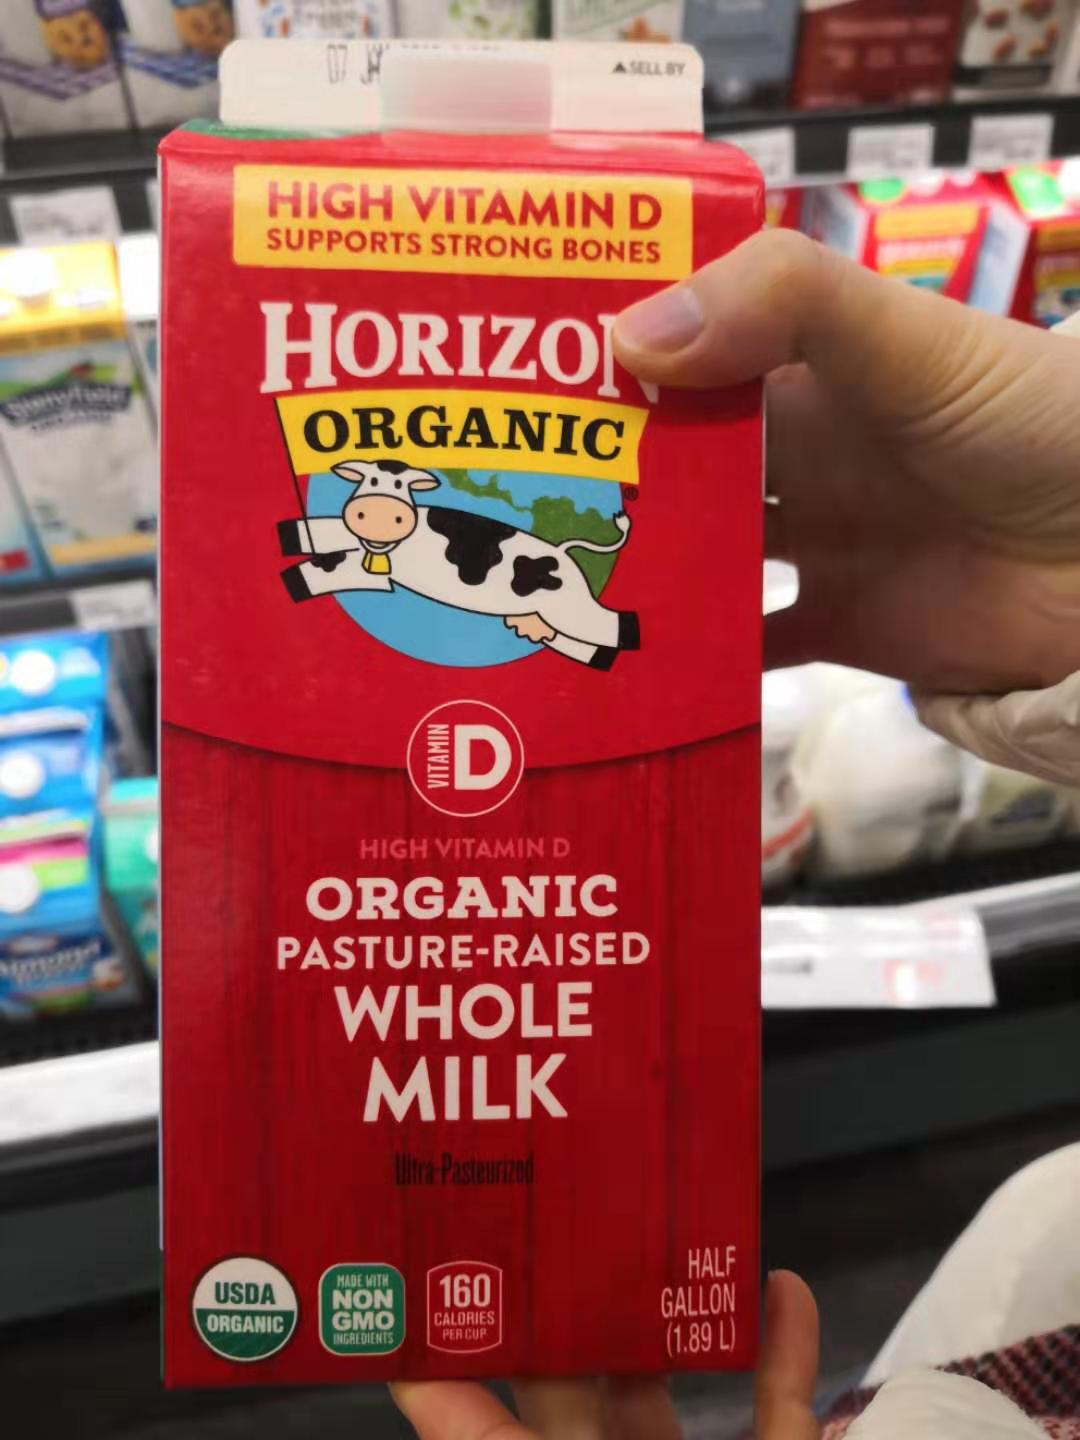 ▲SELL BY
HIGH VITAMIN D
SUPPORTS STRONG BONES
HORIZON
ORGANIC
®
VITAMIN D
HIGH VITAMIN D
ORGANIC
PASTURE-RAISED
WHOLE
MILK
Ultra-Pasteurized
USDA
ORGANIC
MADE WITH
NON
GMO
INGREDIENTS
160
CALORIES
PER CUP
HALF
GALLON
(1.89 L)